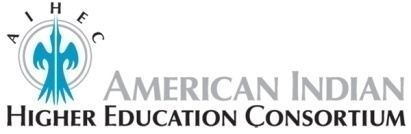 AIHEC
AMERICAN INDIAN
HIGHER EDUCATION CONSORTIUM